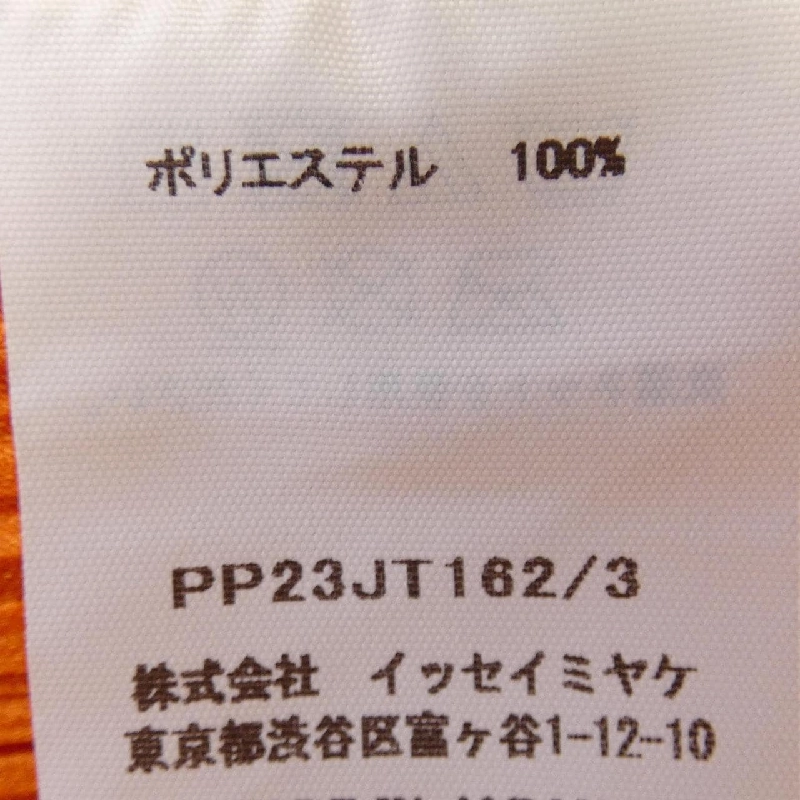 ポリエステル 100%
PP23JT162/3
株式会社 イッセイミヤケ
東京都渋谷区富ヶ谷1-12-10